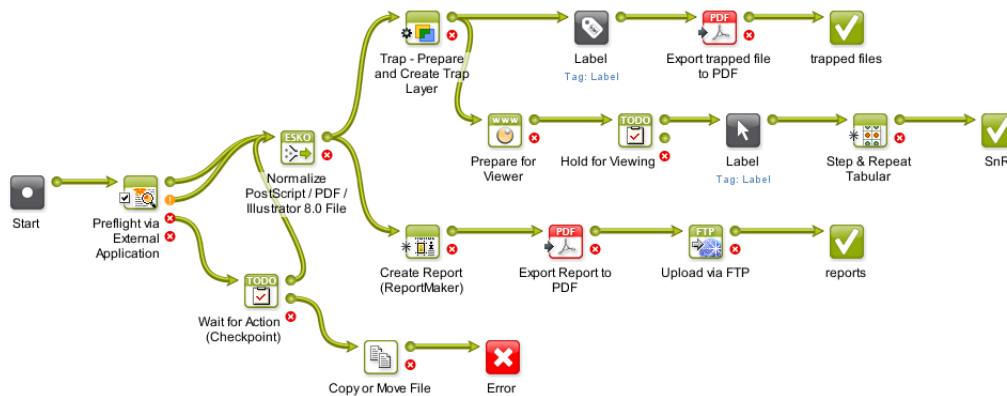 PDF
Trap - Prepare
and Create Trap
Layer
Label
Tag: Label
Export trapped file
to PDF
trapped files
WWW
TODO
Prepare for
Viewer
Hold for Viewing
Label
Tag: Label
Step & Repeat
Tabular
SnR
ESKO
Normalize
PostScript / PDF /
Illustrator 8.0 File
Start
Preflight via
External
Application
PDF
FTP
Create Report
(ReportMaker)
Export Report to
PDF
Upload via FTP
reports
TODO
Wait for Action
(Checkpoint)
Copy or Move File
Error